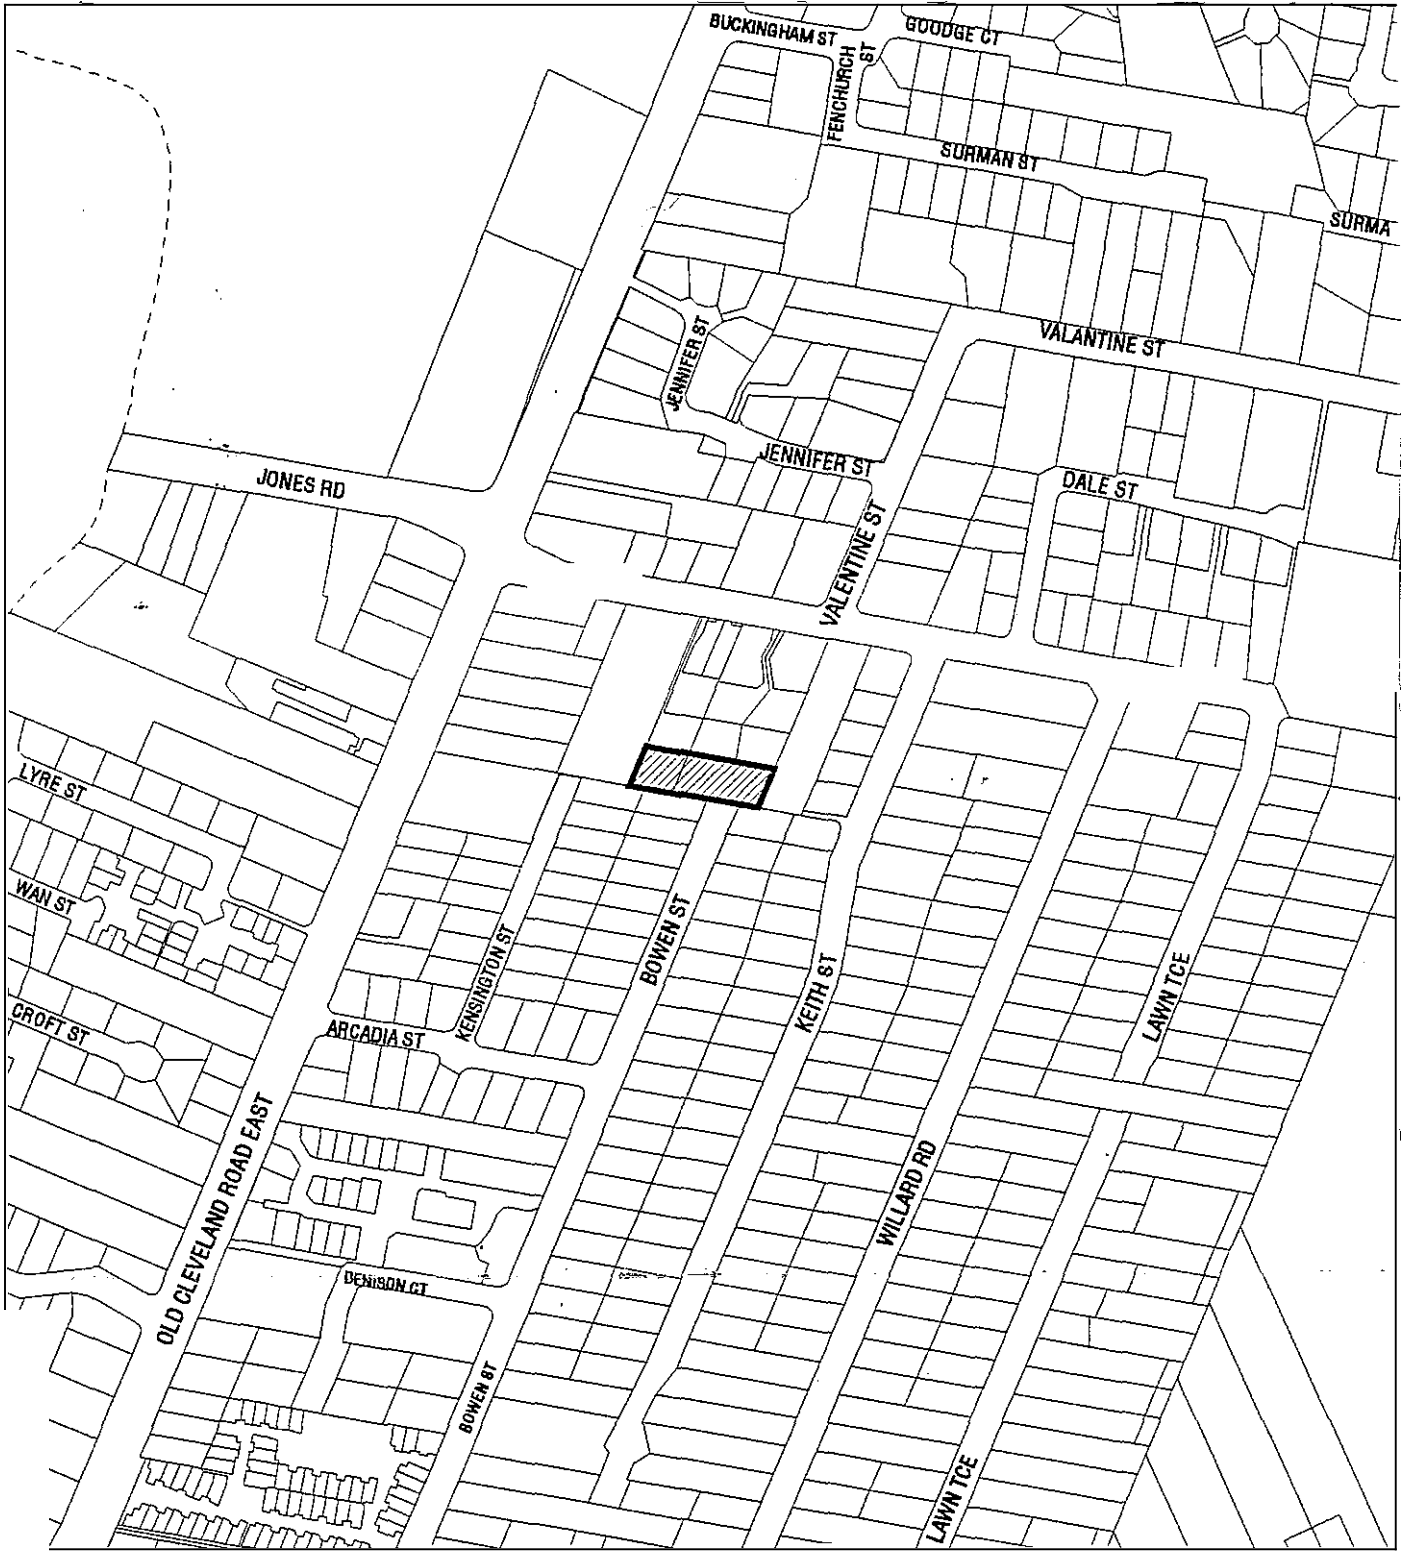 BUCKINGHAM ST
GOODGE CT
FENCHURCH
ST
SURMAN ST
SURMA
VALANTINE ST
JENNIFER ST
JENNIFER ST
JONES RD
DALE ST
VALENTINE ST
LYRE ST
WAN ST
BOWEN ST
KENSINGTON ST
KEITH ST
LAWN TCE
CROFT ST
ARCADIA ST
OLD CLEVELAND ROAD EAST
WILLARD RD
DENISON CT
BOWEN ST
LAWN TCE